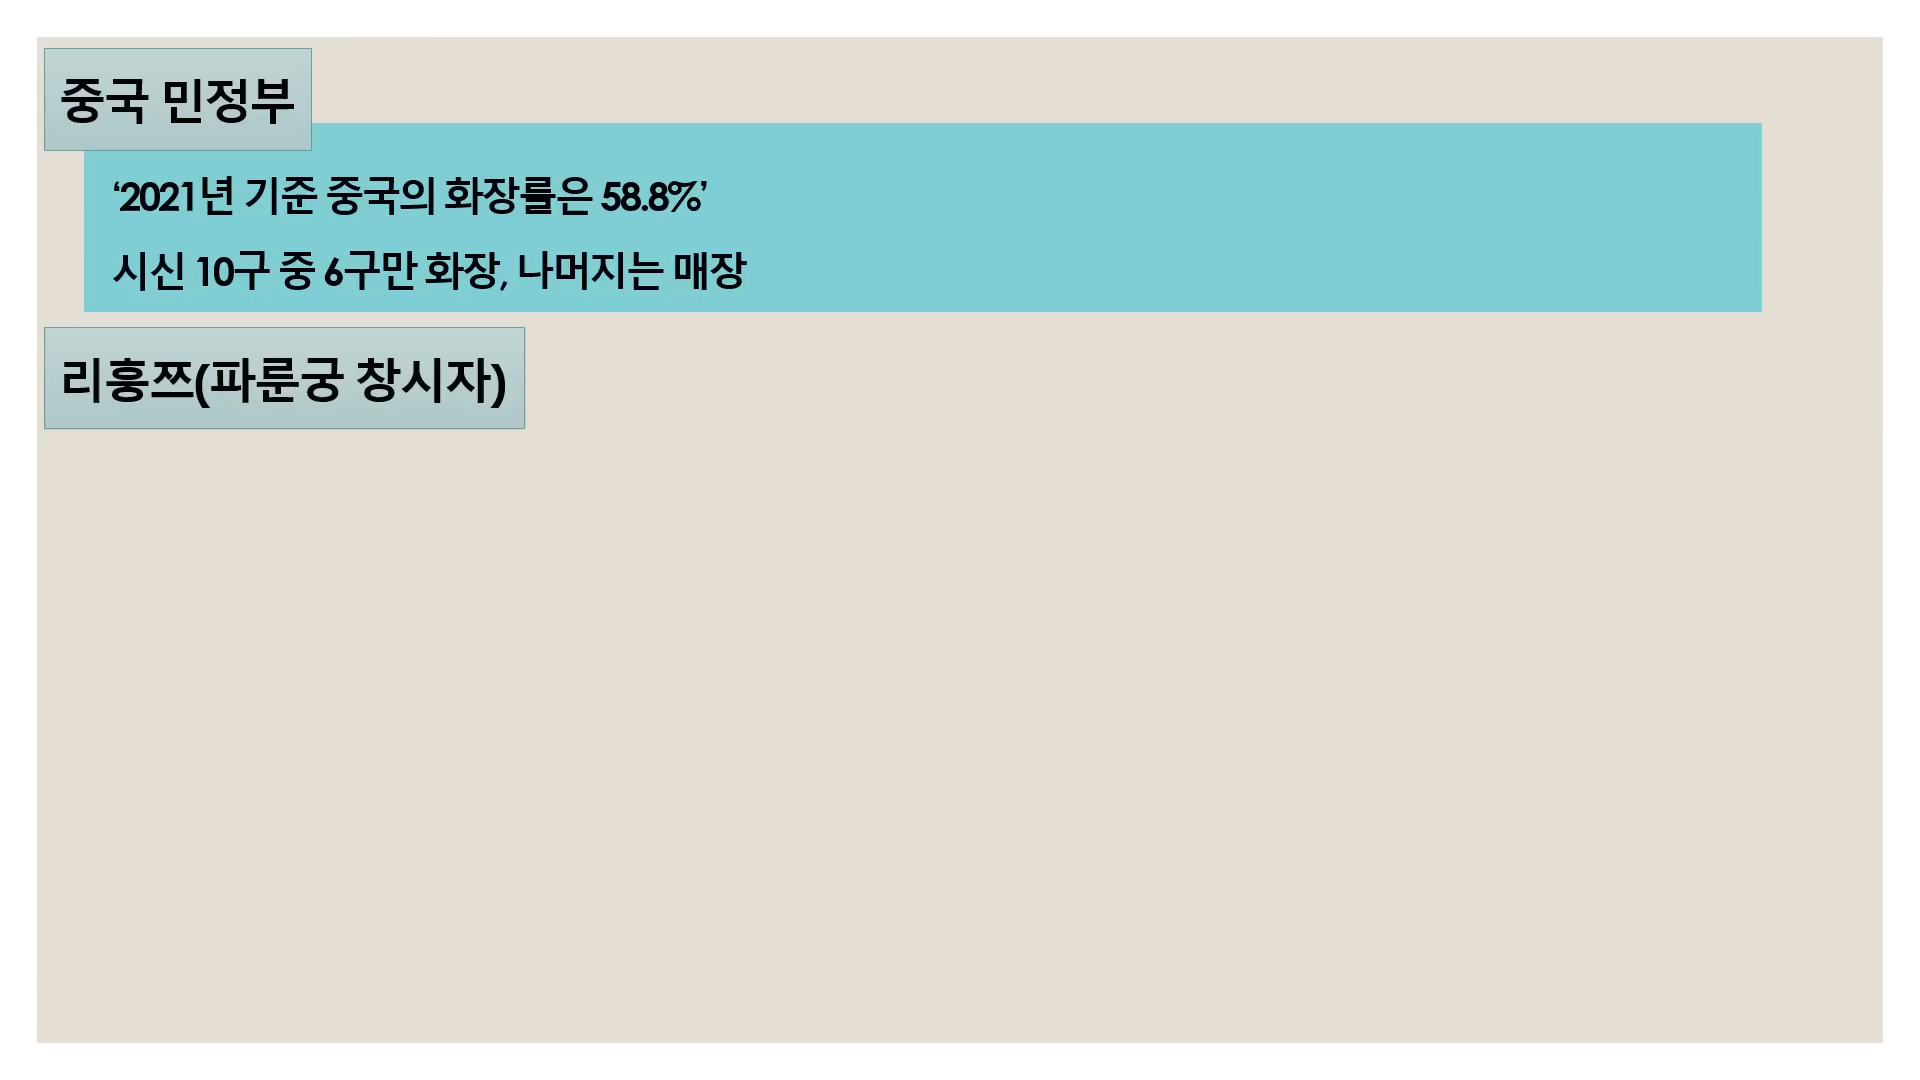 중국 민정부
‘2021년 기준 중국의 화장률은 58.8%’
시신 10구 중 6구만 화장, 나머지는 매장
리훙쯔(파룬궁 창시자)